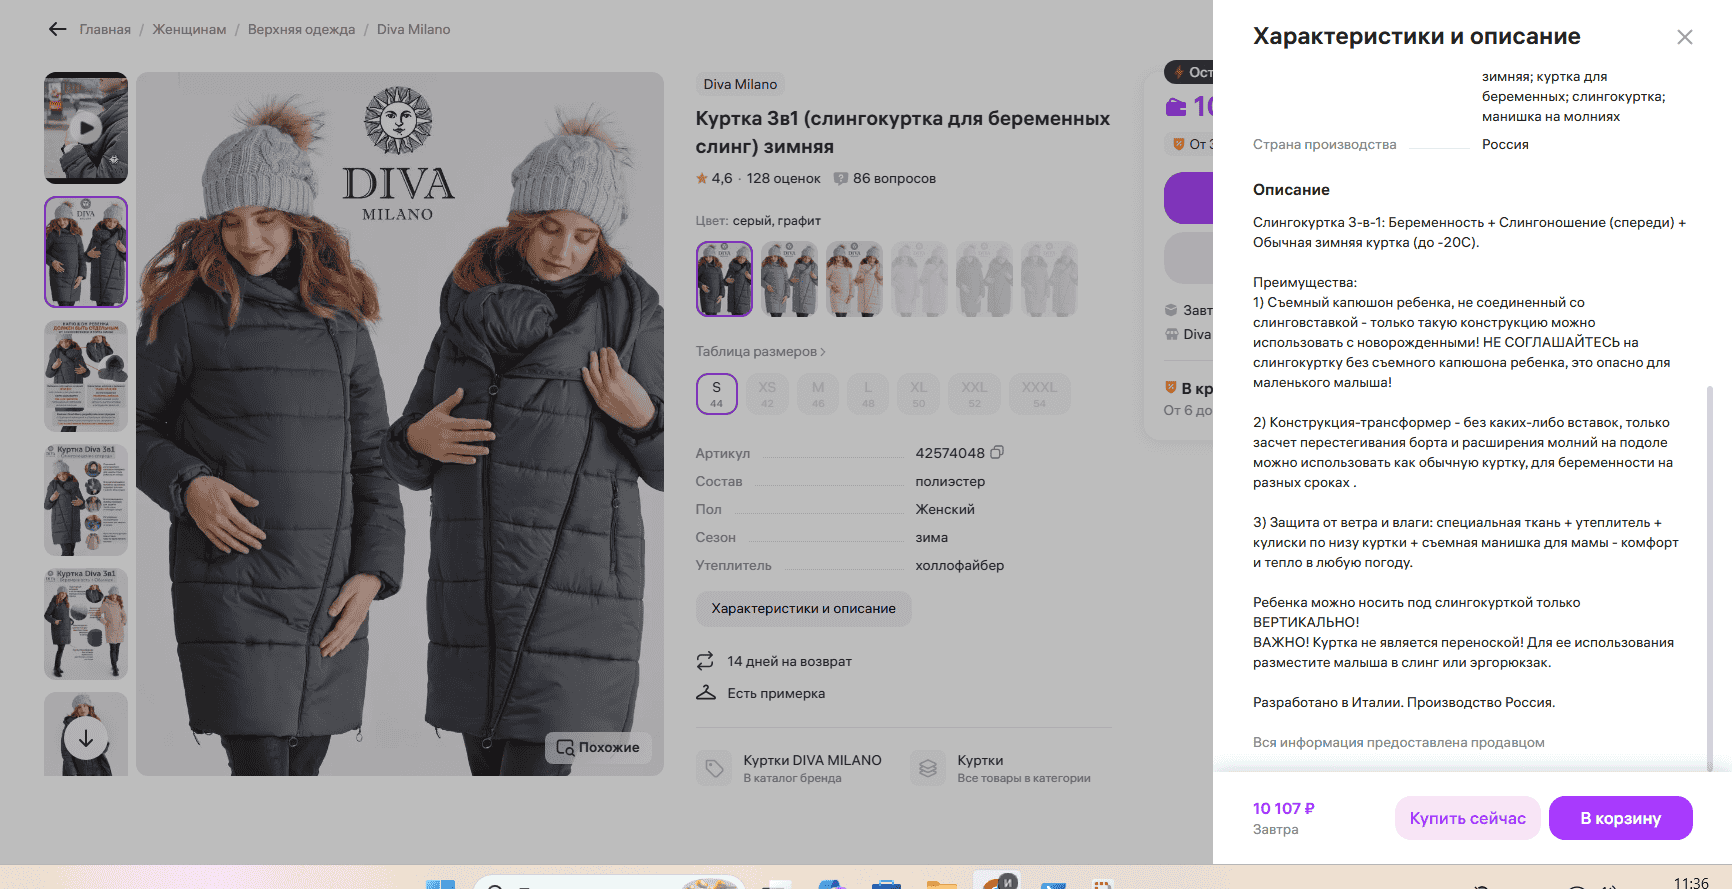 Главная / Женщинам / Верхняя одежда / Diva Milano
DIVA
MILANO
Похожие
Diva Milano
Куртка 3в1 (слингокуртка для беременных
слинг) зимняя
4,6 · 128 оценок 86 вопросов
Цвет: серый, графит
Таблица размеров
S XS M L XL XXL XXXL
44 42 46 48 50 52 54
Артикул 42574048
Состав полиэстер
Пол Женский
Сезон зима
Утеплитель холлофайбер
Характеристики и описание
14 дней на возврат
Есть примерка
Куртки DIVA MILANO
В каталог бренда
Куртки
Все товары в категории
Ост
10
От 3
Завт
Diva
В кр
От 6 до
Характеристики и описание
зимняя; куртка для
беременных; слингокуртка;
манишка на молниях
Страна производства Россия
Описание
Слингокуртка 3-в-1: Беременность + Слингоношение (спереди) +
Обычная зимняя куртка (до -20С).
Преимущества:
1) Съемный капюшон ребенка, не соединенный со
слинговставкой - только такую конструкцию можно
использовать с новорожденными! НЕ СОГЛАШАЙТЕСЬ на
слингокуртку без съемного капюшона ребенка, это опасно для
маленького малыша!
2) Конструкция-трансформер - без каких-либо вставок, только
засчет перестегивания борта и расширения молний на подоле
можно использовать как обычную куртку, для беременности на
разных сроках .
3) Защита от ветра и влаги: специальная ткань + утеплитель +
кулиски по низу куртки + съемная манишка для мамы - комфорт
и тепло в любую погоду.
Ребенка можно носить под слингокурткой только
ВЕРТИКАЛЬНО!
ВАЖНО! Куртка не является переноской! Для ее использования
разместите малыша в слинг или эргорюкзак.
Разработано в Италии. Производство Россия.
Вся информация предоставлена продавцом
10 107 ₽
Завтра
Купить сейчас
В корзину
11:36